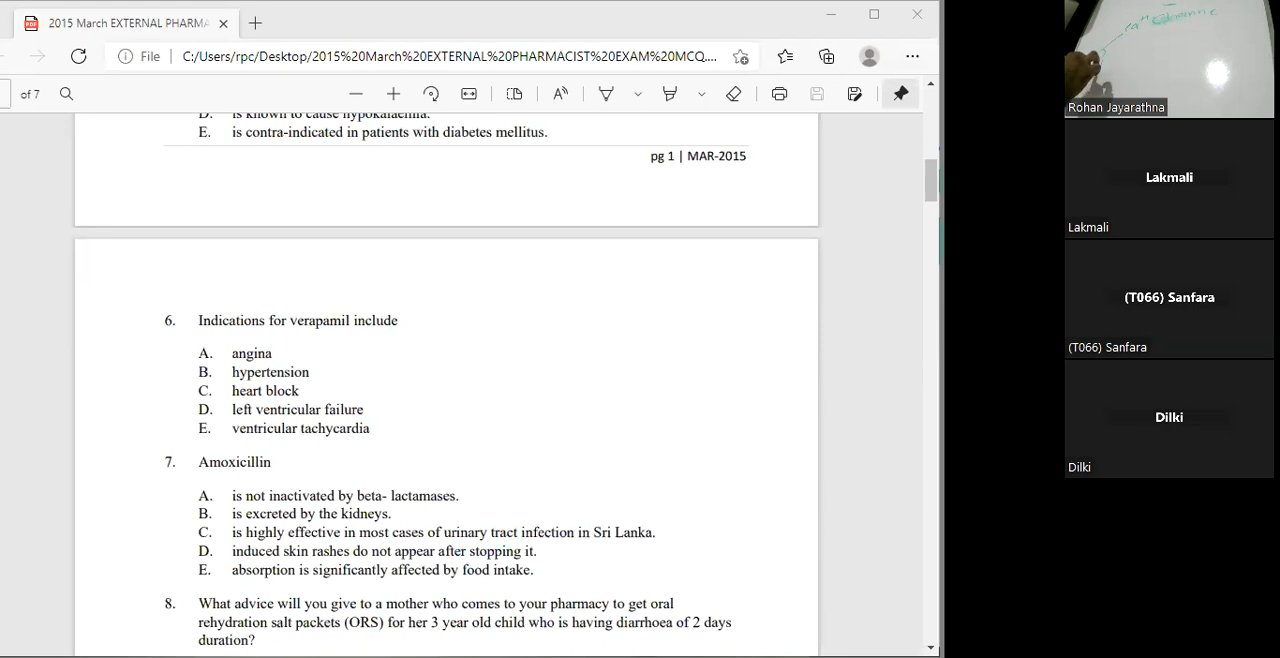 2015 March EXTERNAL PHARMA
File
C:/Users/rpc/Desktop/2015%20March%20EXTERNAL%20PHARMACIST%20EXAM%20MCQ....
of 7
D. is known to cause hypokalaemia.
E. is contra-indicated in patients with diabetes mellitus.
pg 1 | MAR-2015
6. Indications for verapamil include
A. angina
B. hypertension
C. heart block
D. left ventricular failure
E. ventricular tachycardia
7. Amoxicillin
A. is not inactivated by beta- lactamases.
B. is excreted by the kidneys.
C. is highly effective in most cases of urinary tract infection in Sri Lanka.
D. induced skin rashes do not appear after stopping it.
E. absorption is significantly affected by food intake.
8. What advice will you give to a mother who comes to your pharmacy to get oral
rehydration salt packets (ORS) for her 3 year old child who is having diarrhoea of 2 days
duration?
Rohan Jayarathna
Lakmali
Lakmali
(T066) Sanfara
(T066) Sanfara
Dilki
Dilki